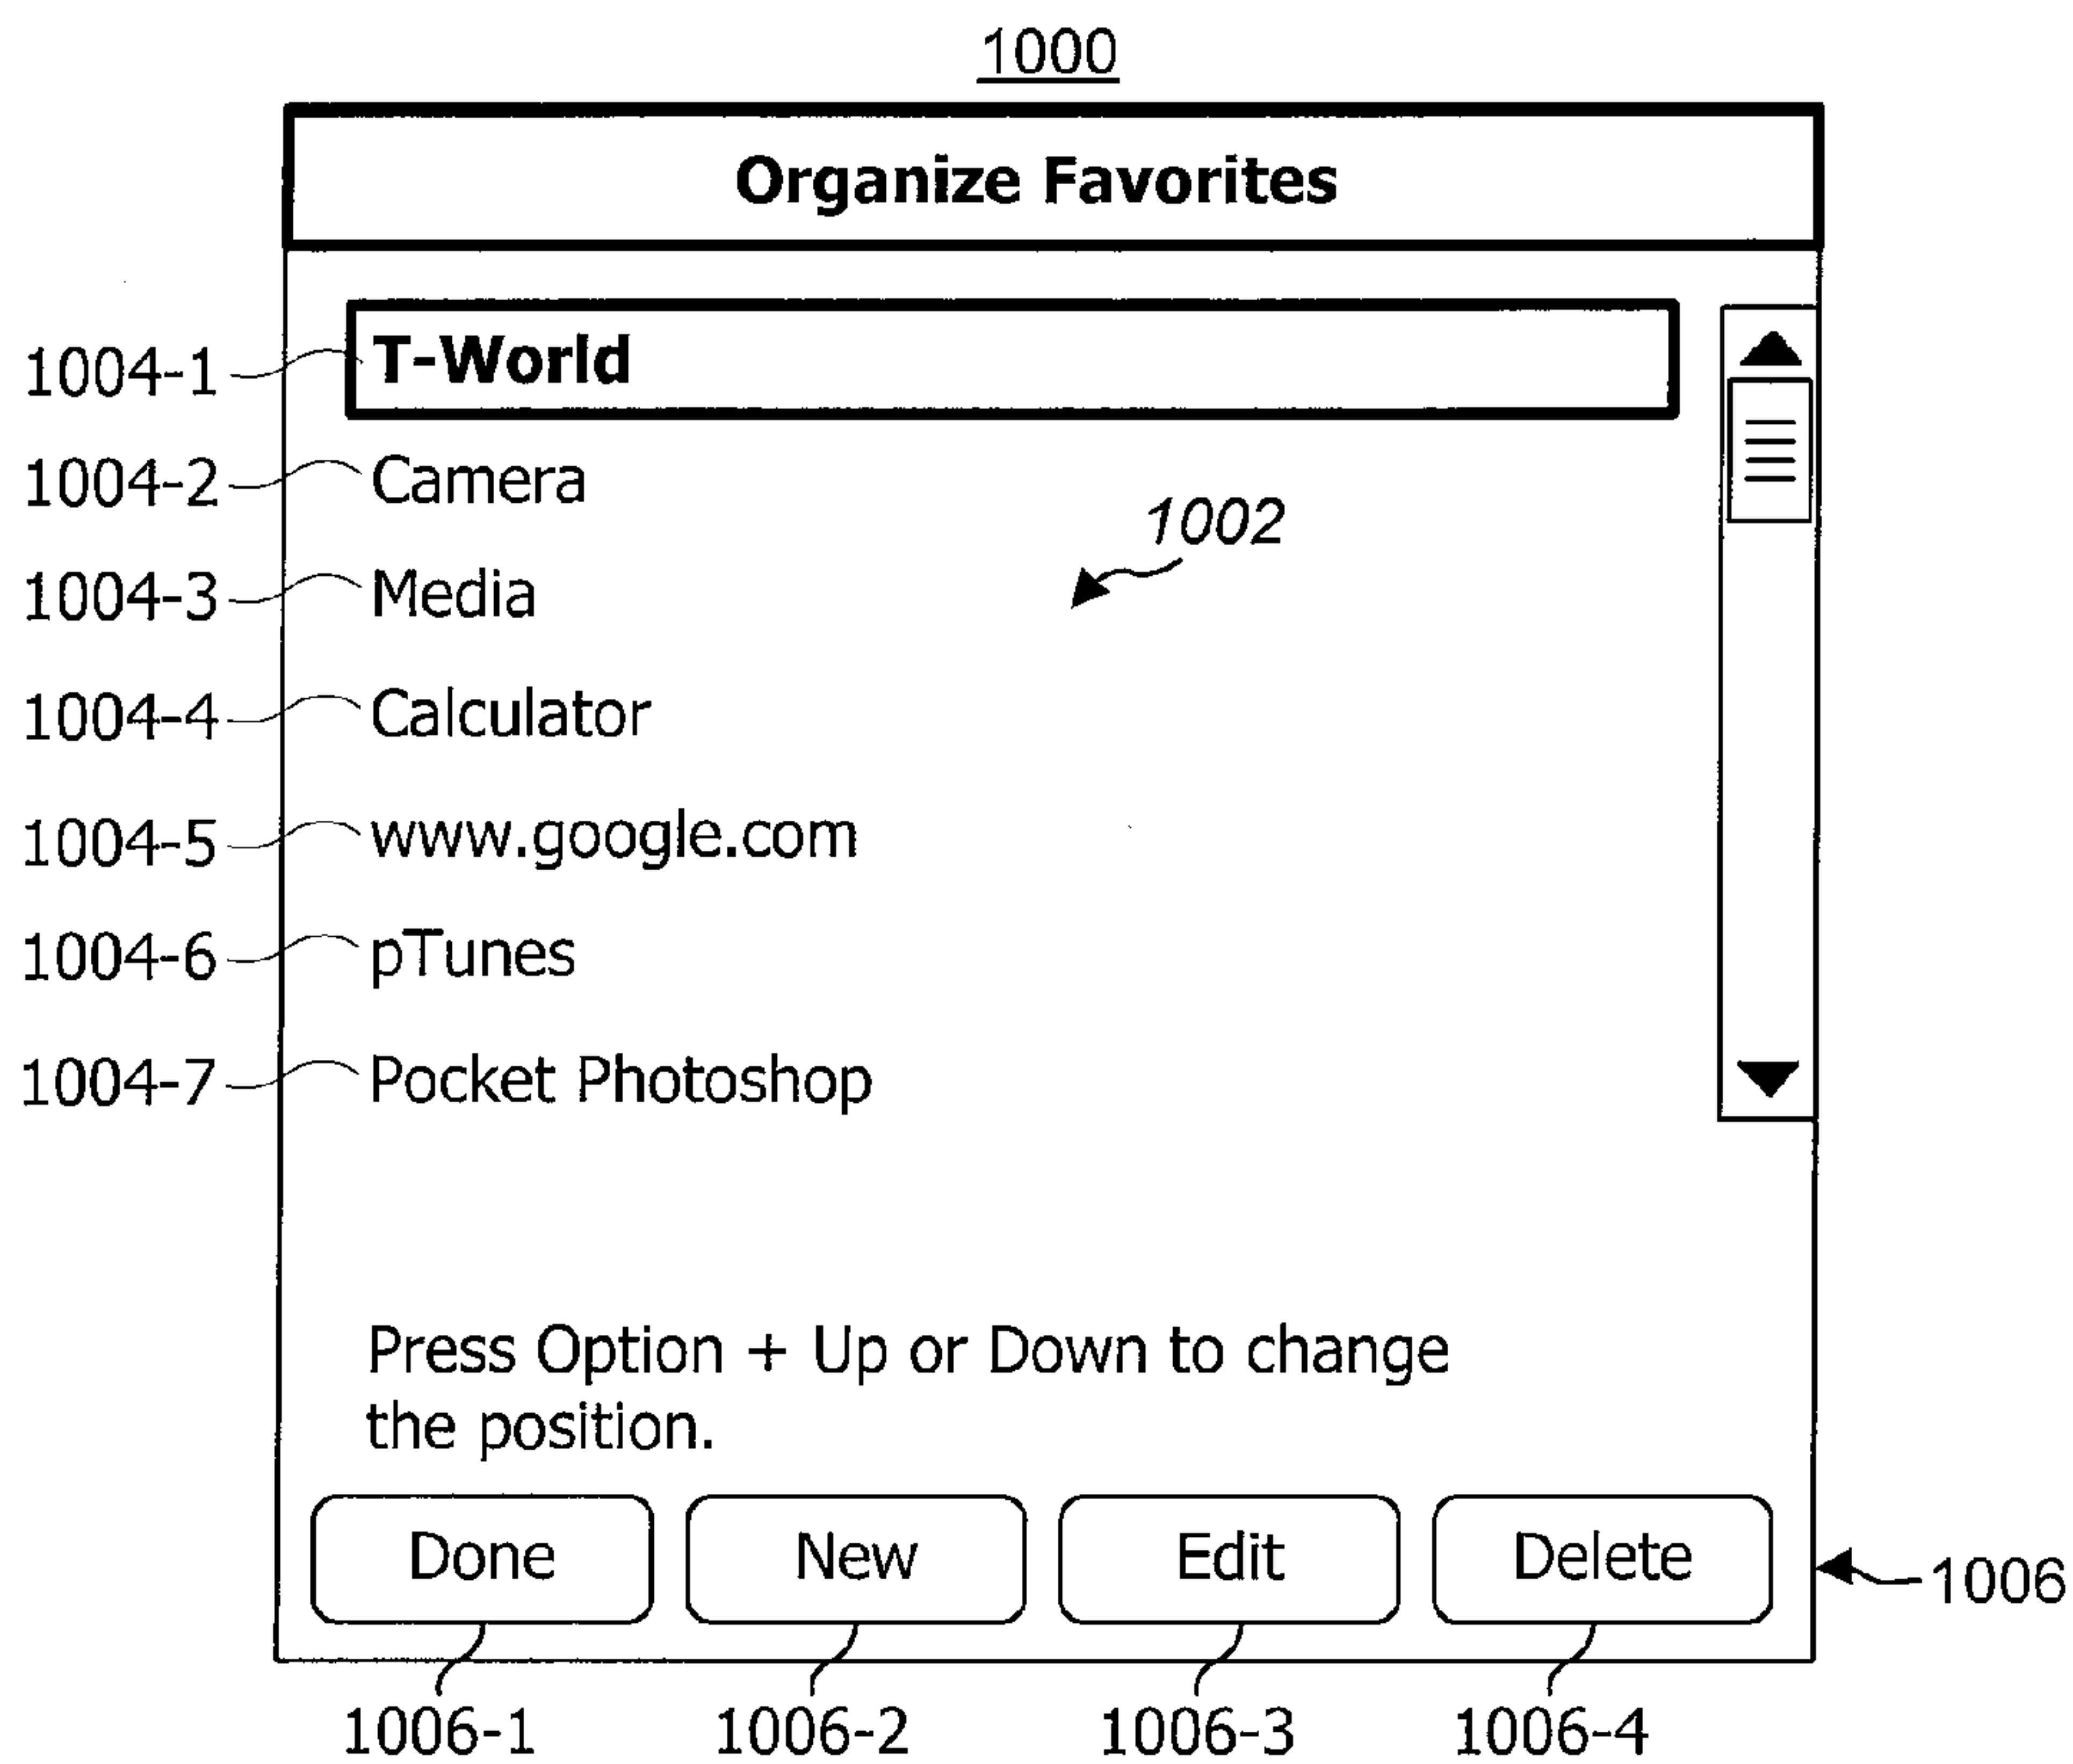 1000
Organize Favorites
1004-1 T-World
1004-2 Camera
1002
1004-3 Media
1004-4 Calculator
1004-5 www.google.com
1004-6 pTunes
1004-7 Pocket Photoshop
Press Option + Up or Down to change
the position.
Done New Edit Delete
1006
1006-1 1006-2 1006-3 1006-4